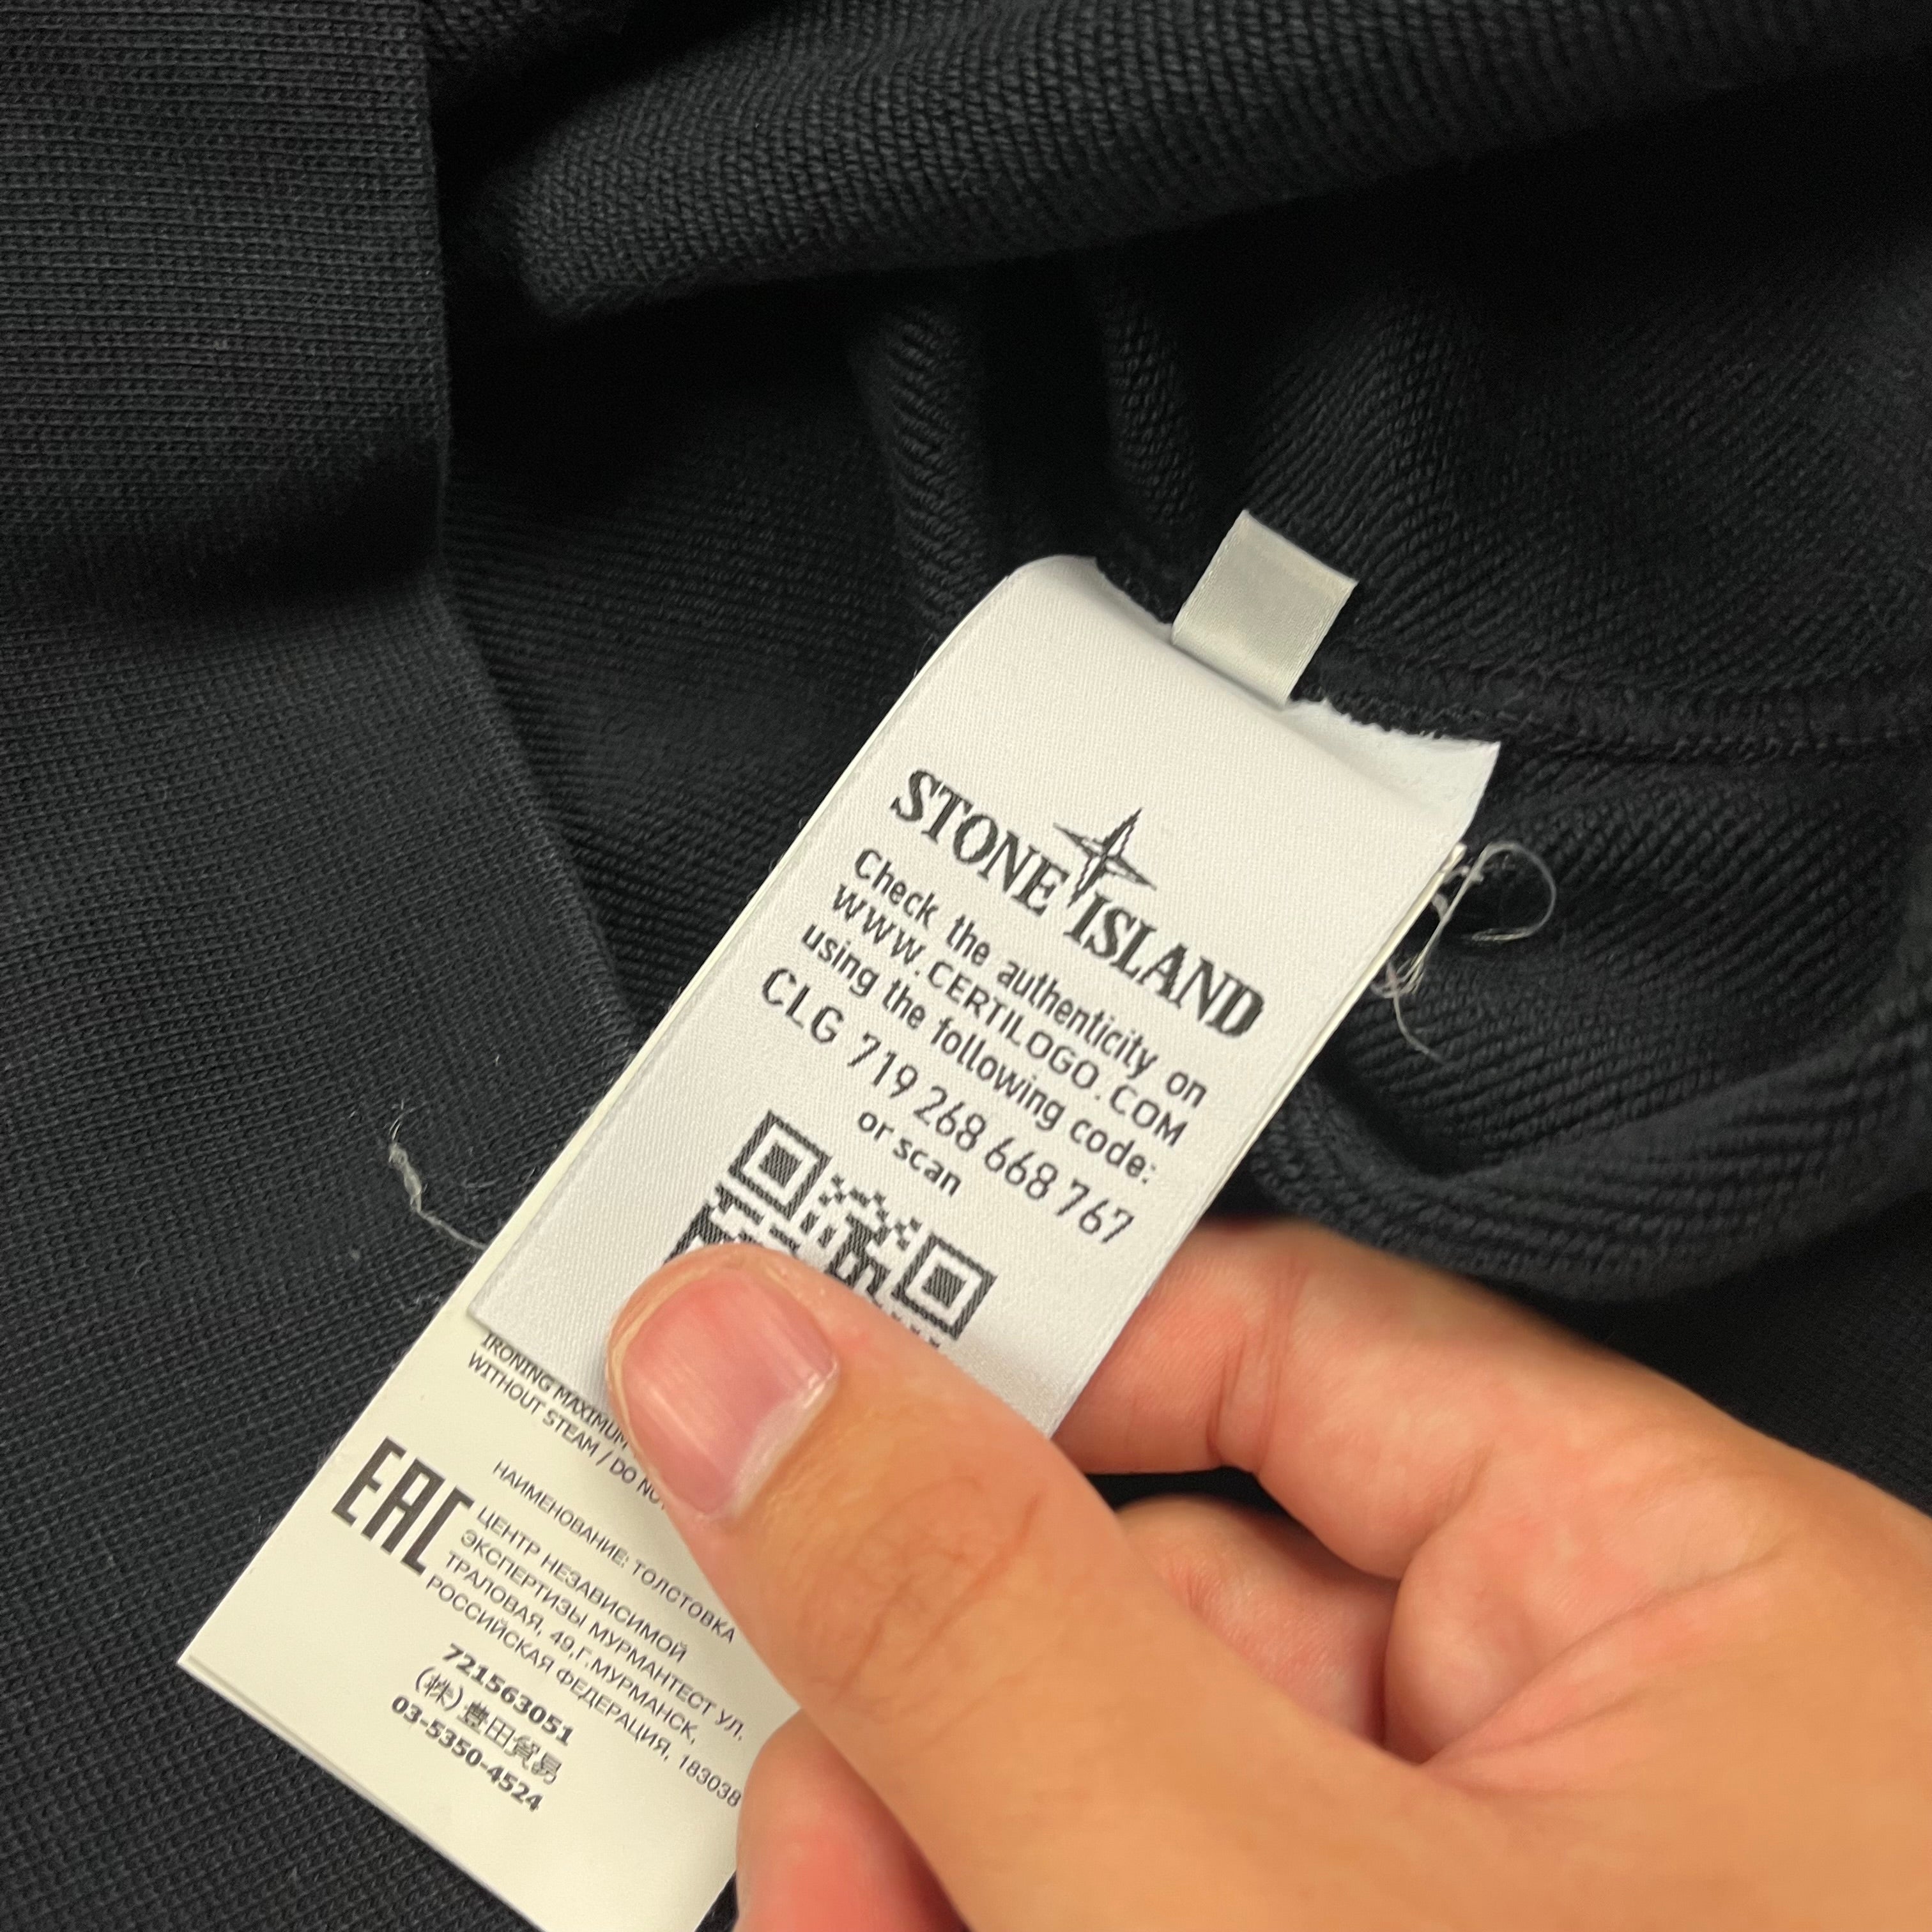 STONE ISLAND
Check the authenticity on
WWW.CERTILOGO.COM
using the following code:
CLG 719 268 668 767
or scan
IRONING MAXIMUM
WITHOUT STEAM / DO
НАИМЕНОВАНИЕ: ТОЛСТОВКА
EAC
ЦЕНТР НЕЗАВИСИМОЙ
ЭКСПЕРТИЗЫ МУРМАНТЕСТ УЛ.
ТРАЛОВАЯ, 49,Г.МУРМАНСК,
РОССИЙСКАЯ ФЕДЕРАЦИЯ, 183038
721563051
(株)豊田貿易
03-5350-4524